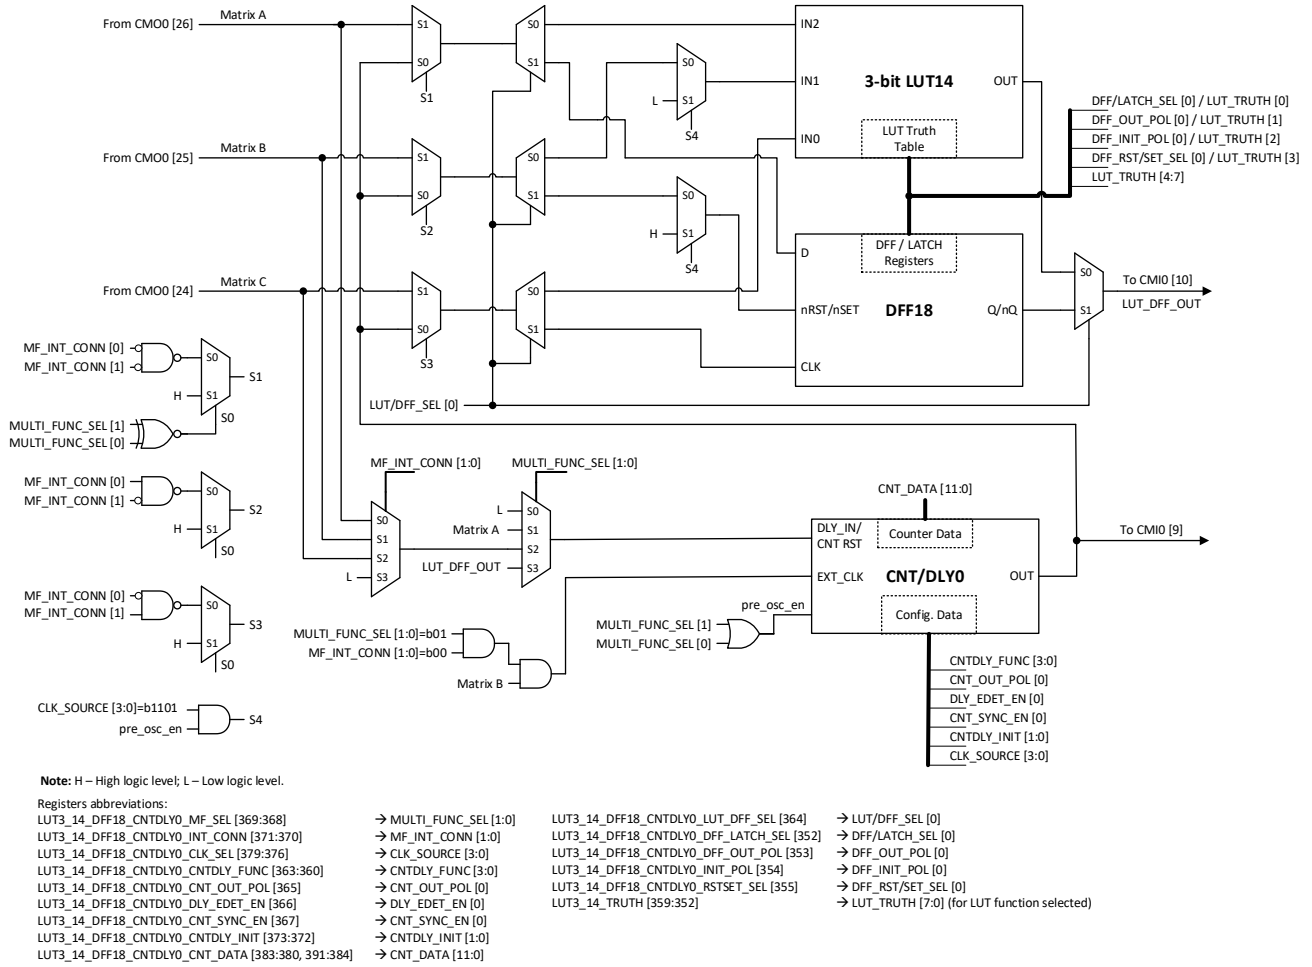 From CMO0 [26]
Matrix A
S1
S0
S1
S0
S1
IN2
3-bit LUT14
S0
S1
L
S4
IN1
OUT
IN0
LUT Truth
Table
DFF/LATCH_SEL [0] / LUT_TRUTH [0]
DFF_OUT_POL [0] / LUT_TRUTH [1]
DFF_INIT_POL [0] / LUT_TRUTH [2]
DFF_RST/SET_SEL [0] / LUT_TRUTH [3]
LUT_TRUTH [4:7]
From CMO0 [25]
Matrix B
S1
S0
S2
S0
S1
S0
H
S1
S4
DFF / LATCH
Registers
D
DFF18
nRST/nSET
Q/nQ
CLK
S0
S1
To CMI0 [10]
LUT_DFF_OUT
From CMO0 [24]
Matrix C
S1
S0
S3
S0
S1
LUT/DFF_SEL [0]
MF_INT_CONN [0]
MF_INT_CONN [1]
S0
H
S1
S1
S0
MULTI_FUNC_SEL [1]
MULTI_FUNC_SEL [0]
MF_INT_CONN [0]
MF_INT_CONN [1]
S0
H
S1
S2
S0
MF_INT_CONN [0]
MF_INT_CONN [1]
S0
H
S1
S3
S0
CLK_SOURCE [3:0]=b1101
pre_osc_en
S4
MF_INT_CONN [1:0]
S0
S1
S2
L
S3
MULTI_FUNC_SEL [1:0]
L
S0
Matrix A
S1
S2
LUT_DFF_OUT
S3
MULTI_FUNC_SEL [1:0]=b01
MF_INT_CONN [1:0]=b00
Matrix B
MULTI_FUNC_SEL [1]
MULTI_FUNC_SEL [0]
pre_osc_en
CNT_DATA [11:0]
DLY_IN/
CNT RST
Counter Data
EXT_CLK
CNT/DLY0
OUT
Config. Data
To CMI0 [9]
CNTDLY_FUNC [3:0]
CNT_OUT_POL [0]
DLY_EDET_EN [0]
CNT_SYNC_EN [0]
CNTDLY_INIT [1:0]
CLK_SOURCE [3:0]
Note: H – High logic level; L – Low logic level.
Registers abbreviations:
LUT3_14_DFF18_CNTDLY0_MF_SEL [369:368] → MULTI_FUNC_SEL [1:0]
LUT3_14_DFF18_CNTDLY0_INT_CONN [371:370] → MF_INT_CONN [1:0]
LUT3_14_DFF18_CNTDLY0_CLK_SEL [379:376] → CLK_SOURCE [3:0]
LUT3_14_DFF18_CNTDLY0_CNTDLY_FUNC [363:360] → CNTDLY_FUNC [3:0]
LUT3_14_DFF18_CNTDLY0_CNT_OUT_POL [365] → CNT_OUT_POL [0]
LUT3_14_DFF18_CNTDLY0_DLY_EDET_EN [366] → DLY_EDET_EN [0]
LUT3_14_DFF18_CNTDLY0_CNT_SYNC_EN [367] → CNT_SYNC_EN [0]
LUT3_14_DFF18_CNTDLY0_CNTDLY_INIT [373:372] → CNTDLY_INIT [1:0]
LUT3_14_DFF18_CNTDLY0_CNT_DATA [383:380, 391:384] → CNT_DATA [11:0]
LUT3_14_DFF18_CNTDLY0_LUT_DFF_SEL [364] → LUT/DFF_SEL [0]
LUT3_14_DFF18_CNTDLY0_DFF_LATCH_SEL [352] → DFF/LATCH_SEL [0]
LUT3_14_DFF18_CNTDLY0_DFF_OUT_POL [353] → DFF_OUT_POL [0]
LUT3_14_DFF18_CNTDLY0_INIT_POL [354] → DFF_INIT_POL [0]
LUT3_14_DFF18_CNTDLY0_RSTSET_SEL [355] → DFF_RST/SET_SEL [0]
LUT3_14_TRUTH [359:352] → LUT_TRUTH [7:0] (for LUT function selected)